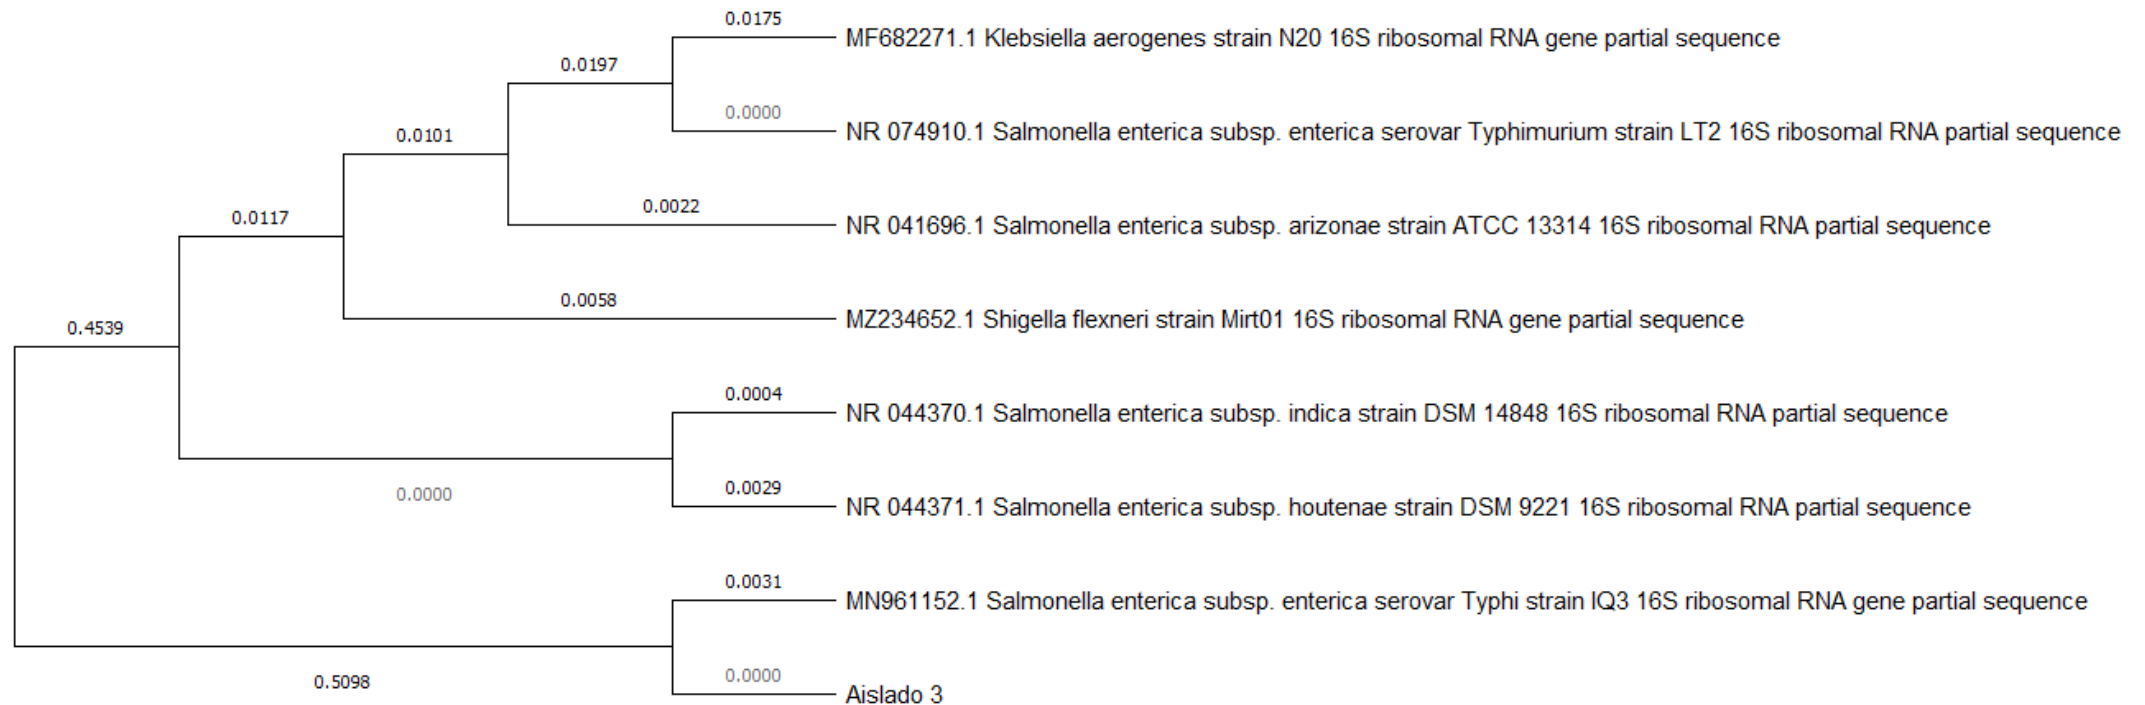 0.0175
MF682271.1 Klebsiella aerogenes strain N20 16S ribosomal RNA gene partial sequence
0.0197
0.0000
NR 074910.1 Salmonella enterica subsp. enterica serovar Typhimurium strain LT2 16S ribosomal RNA partial sequence
0.0101
0.0022
NR 041696.1 Salmonella enterica subsp. arizonae strain ATCC 13314 16S ribosomal RNA partial sequence
0.0117
0.0058
MZ234652.1 Shigella flexneri strain Mirt01 16S ribosomal RNA gene partial sequence
0.4539
0.0004
NR 044370.1 Salmonella enterica subsp. indica strain DSM 14848 16S ribosomal RNA partial sequence
0.0000
0.0029
NR 044371.1 Salmonella enterica subsp. houtenae strain DSM 9221 16S ribosomal RNA partial sequence
0.0031
MN961152.1 Salmonella enterica subsp. enterica serovar Typhi strain IQ3 16S ribosomal RNA gene partial sequence
0.5098
0.0000
Aislado 3